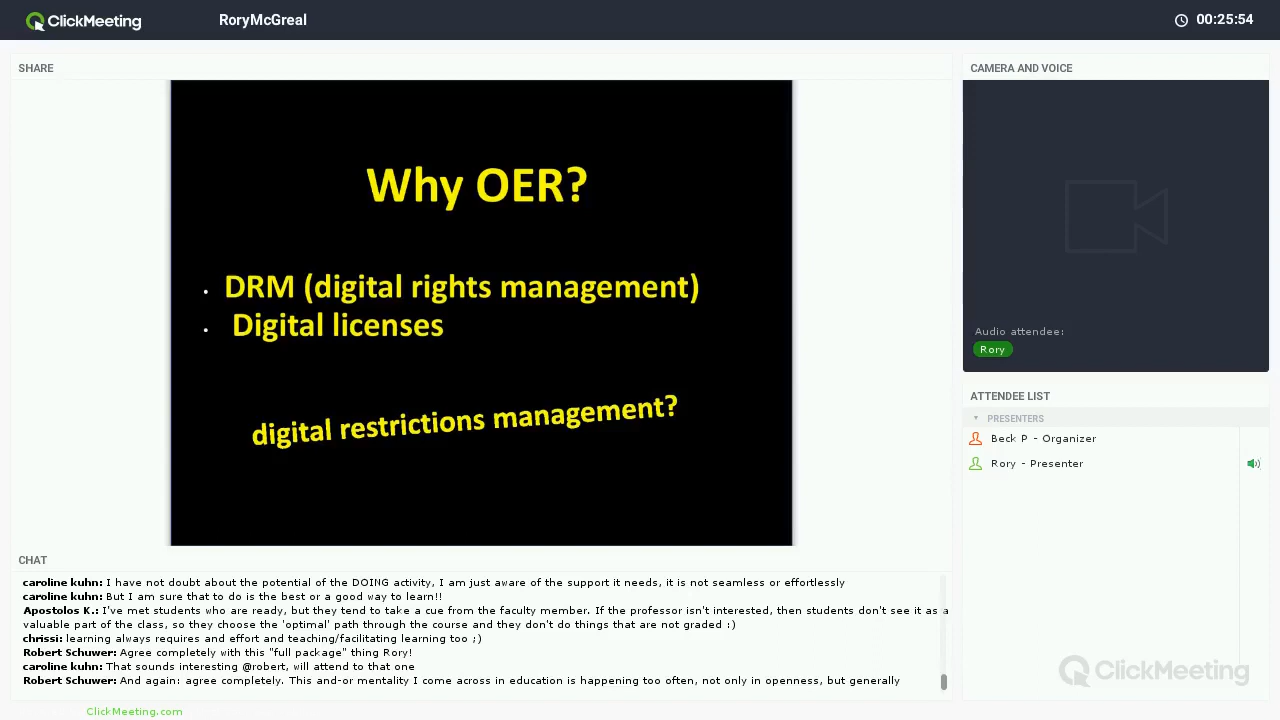 ClickMeeting
RoryMcGreal
00:25:54
SHARE
Why OER?
• DRM (digital rights management)
• Digital licenses
digital restrictions management?
CHAT
caroline kuhn: I have not doubt about the potential of the DOING activity, I am just aware of the support it needs, it is not seamless or effortlessly
caroline kuhn: But I am sure that to do is the best or a good way to learn!!
Apostolos K.: I've met students who are ready, but they tend to take a cue from the faculty member. If the professor isn't interested, then students don't see it as a
valuable part of the class, so they choose the 'optimal' path through the course and they don't do things that are not graded :)
chrissi: learning always requires and effort and teaching/facilitating learning too ;)
Robert Schuwer: Agree completely with this "full package" thing Rory!
caroline kuhn: That sounds interesting @robert, will attend to that one
Robert Schuwer: And again: agree completely. This and-or mentality I come across in education is happening too often, not only in openness, but generally
ClickMeeting.com
CAMERA AND VOICE
Audio attendee:
Rory
ATTENDEE LIST
PRESENTERS
Beck P - Organizer
Rory - Presenter
ClickMeeting